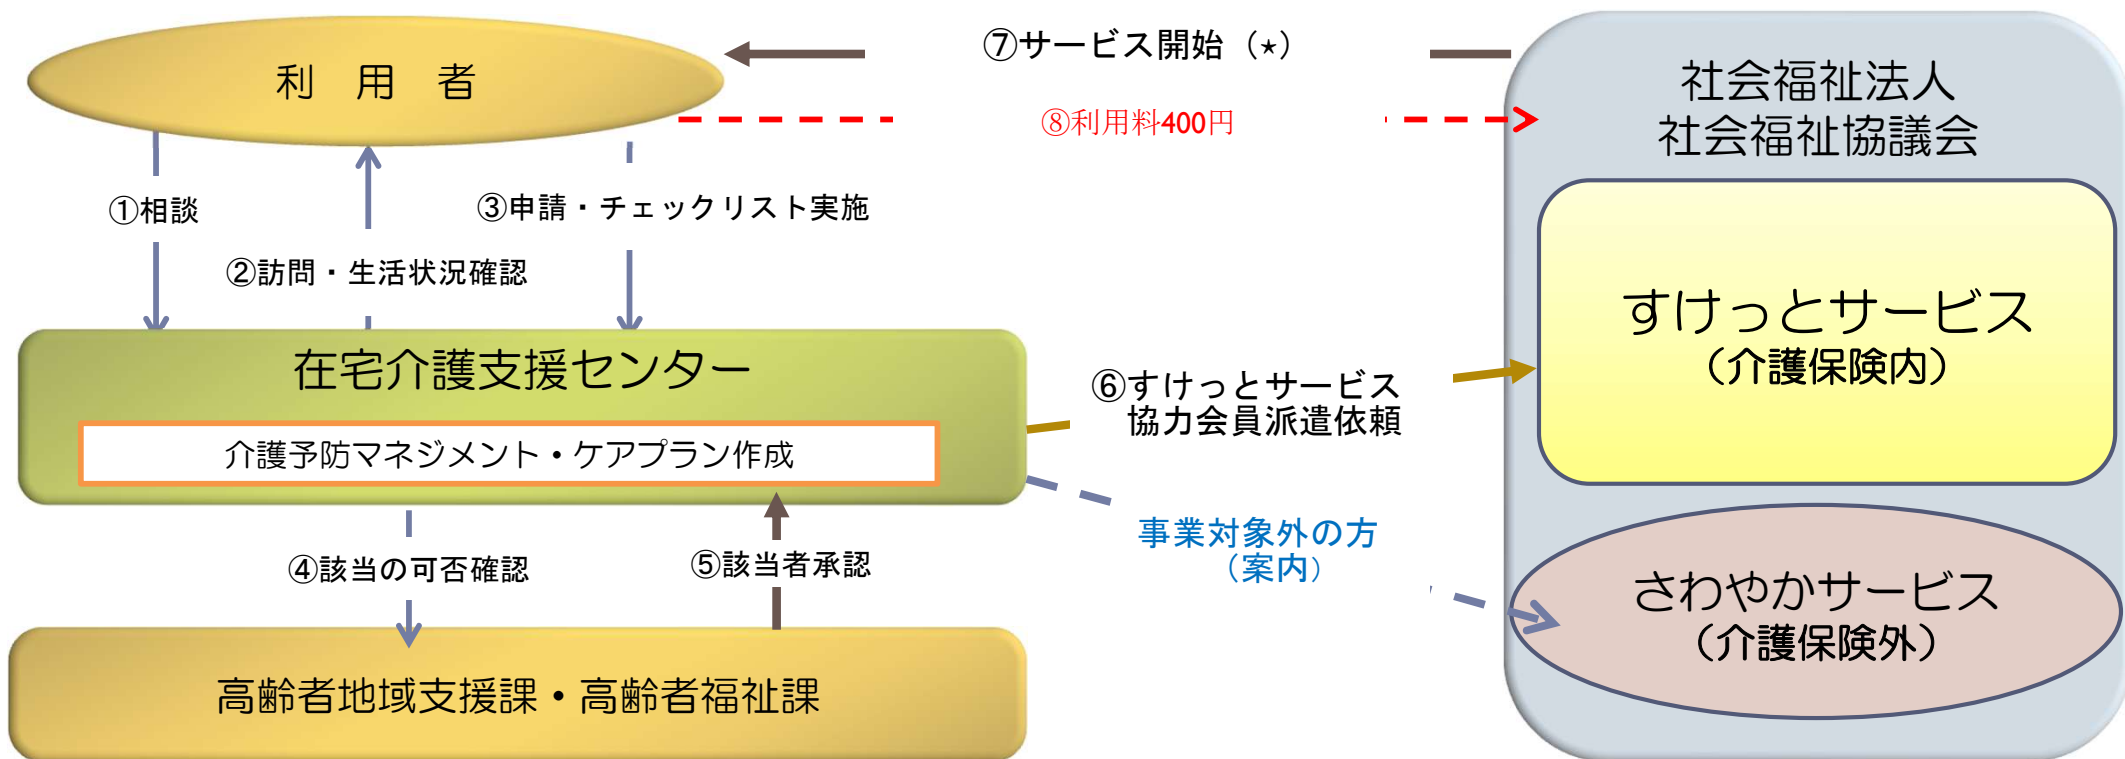 利　用　者
⑦サービス開始（⋆）
⑧利用料400円
社会福祉法人
社会福祉協議会
①相談
③申請・チェックリスト実施
②訪問・生活状況確認
在宅介護支援センター
介護予防マネジメント・ケアプラン作成
⑥すけっとサービス
協力会員派遣依頼
すけっとサービス
（介護保険内）
事業対象外の方
（案内）
④該当の可否確認
⑤該当者承認
さわやかサービス
（介護保険外）
高齢者地域支援課・高齢者福祉課